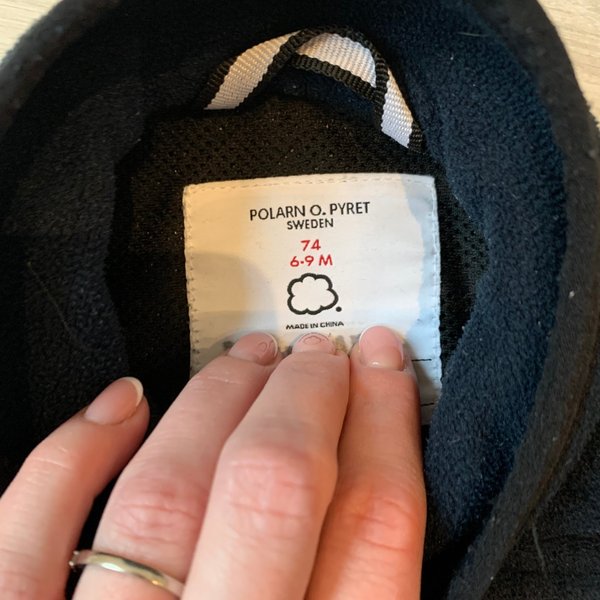 POLARN O. PYRET
SWEDEN
74
6-9 M
MADE IN CHINA